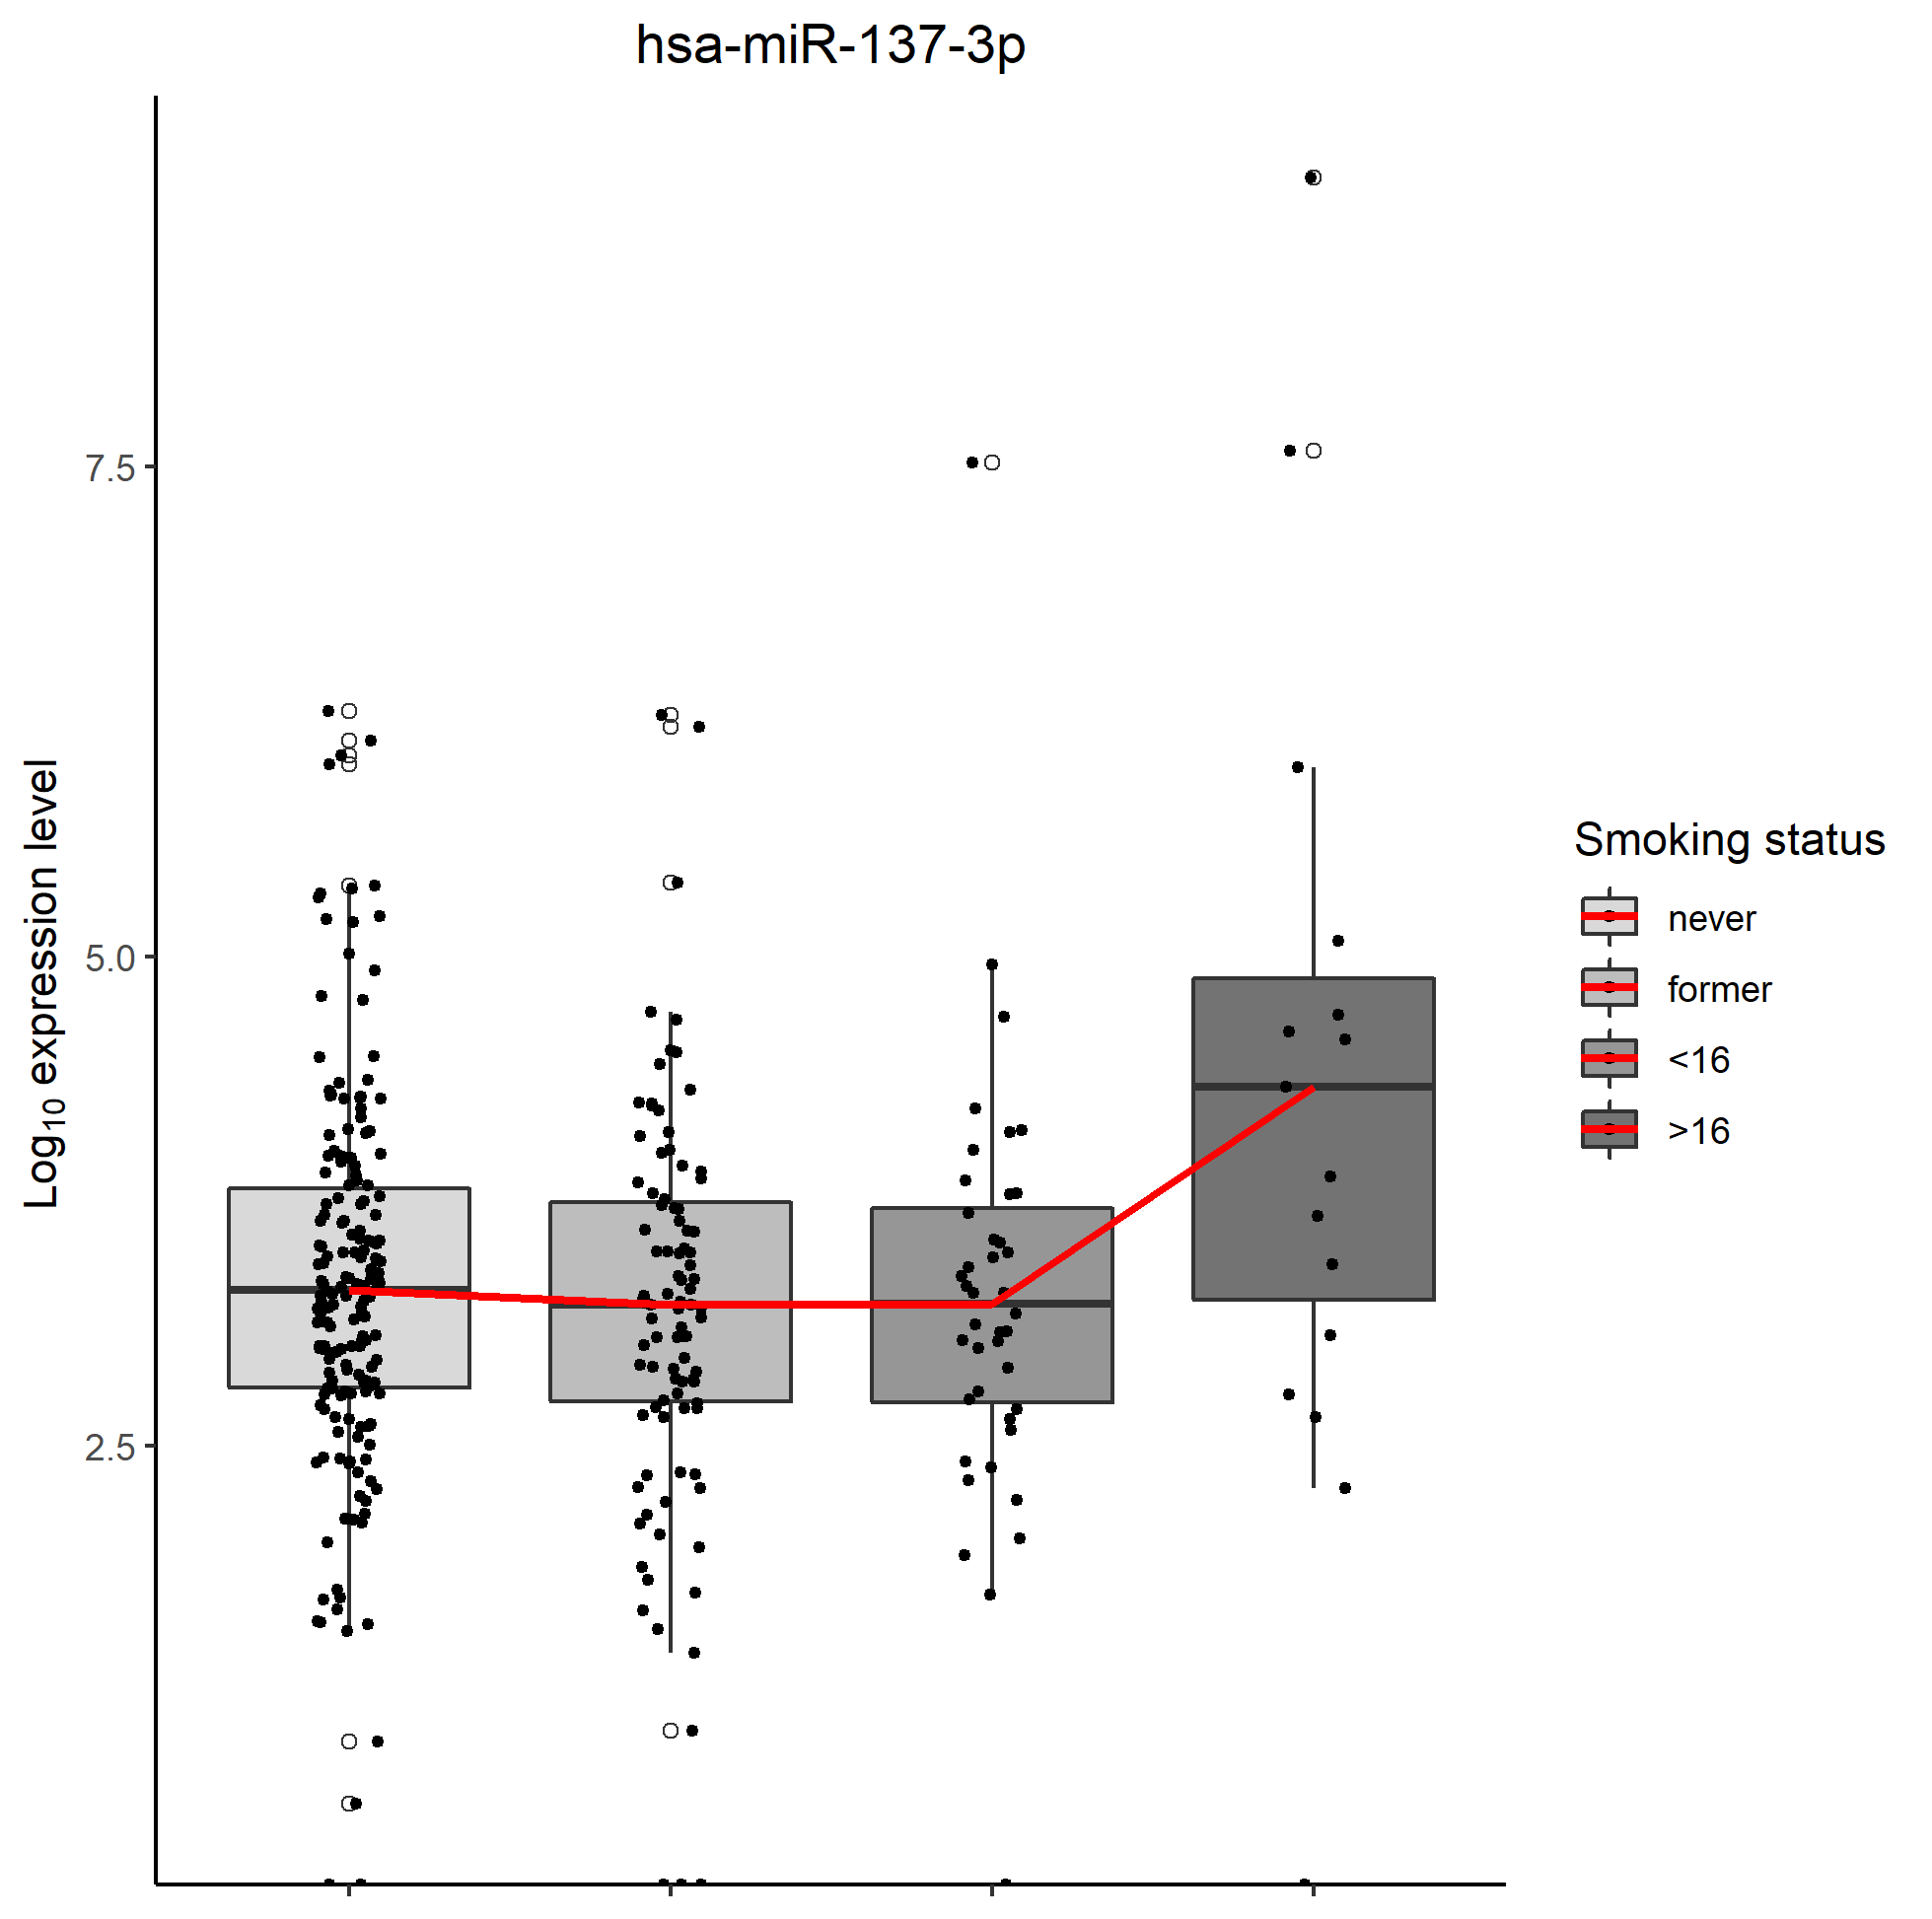 hsa-miR-137-3p
Log₁₀ expression level
7.5
5.0
2.5
Smoking status
never
former
<16
>16